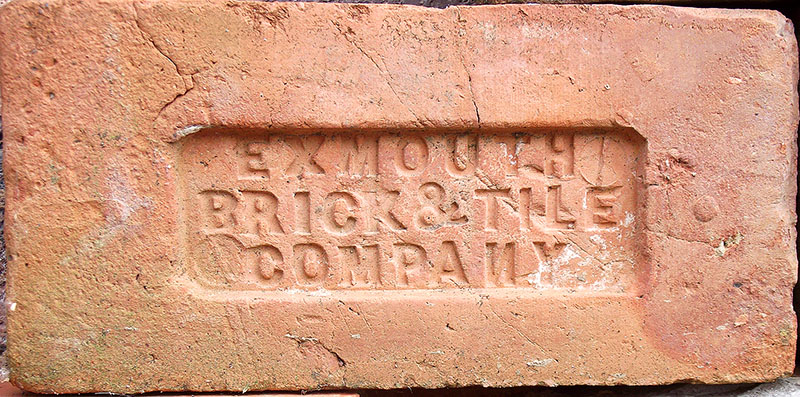 EXMOUTH
BRICK & TILE
COMPANY